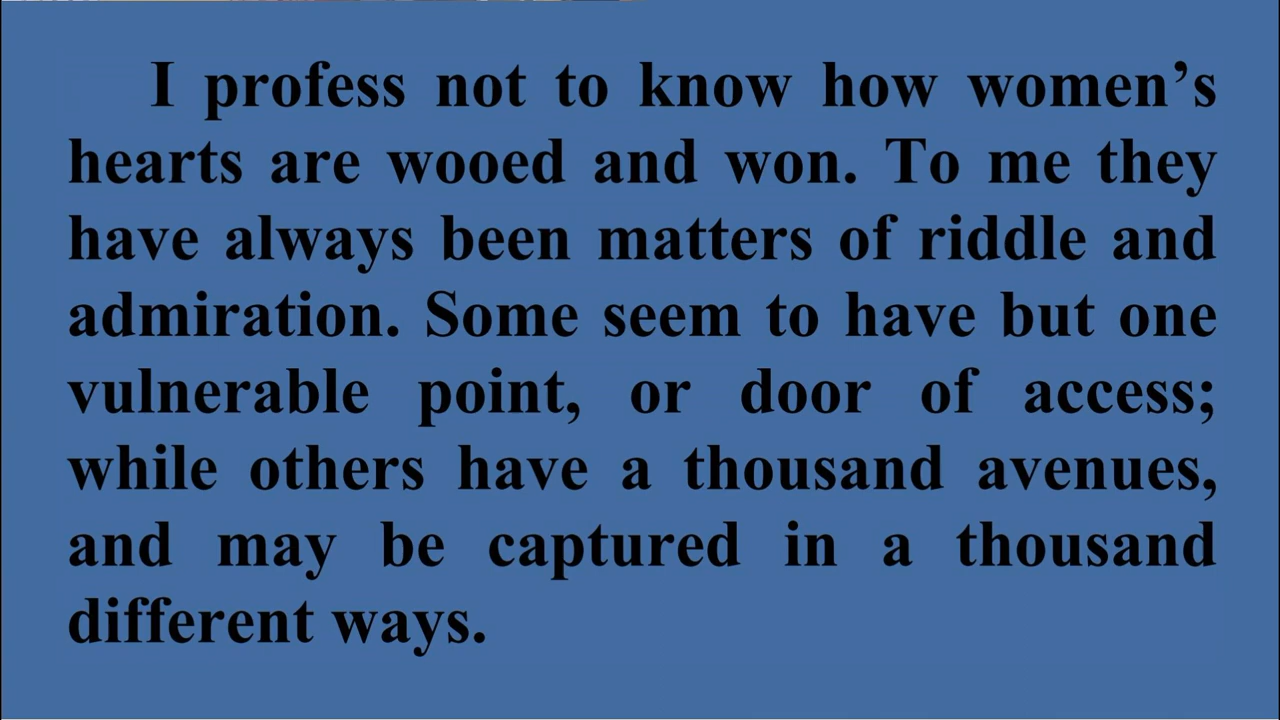 I profess not to know how women’s
hearts are wooed and won. To me they
have always been matters of riddle and
admiration. Some seem to have but one
vulnerable point, or door of access;
while others have a thousand avenues,
and may be captured in a thousand
different ways.